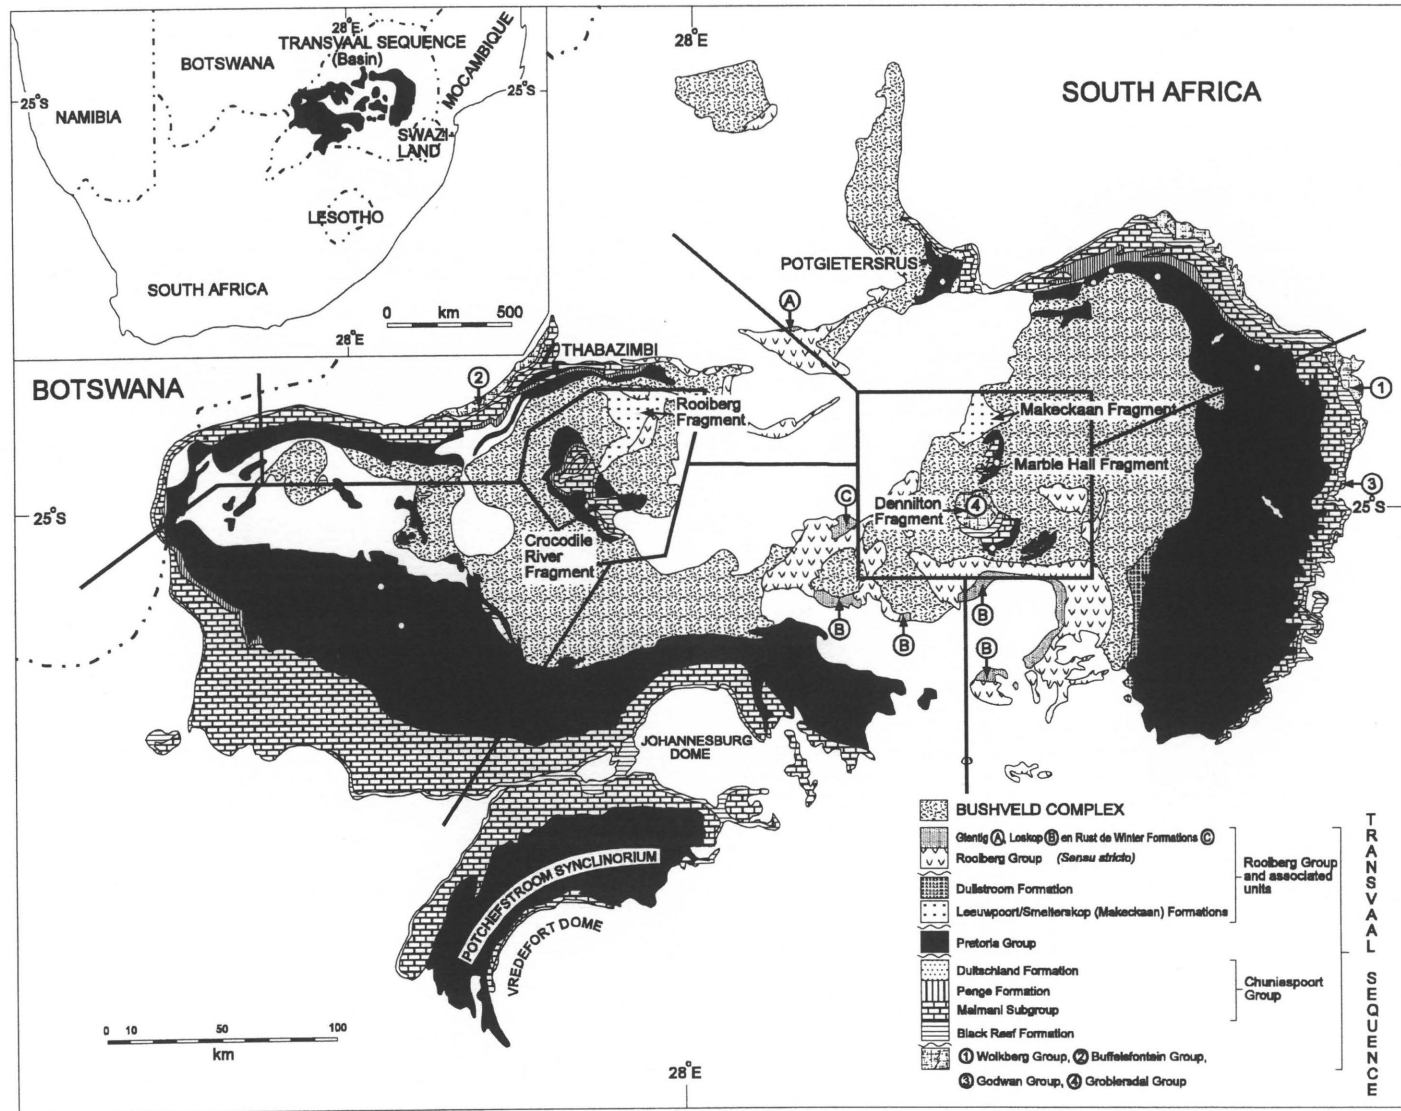 28°E
TRANSVAAL SEQUENCE
(Basin)
BOTSWANA
MOCAMBIQUE
25°S
25°S
NAMIBIA
SWAZI-
LAND
LESOTHO
SOUTH AFRICA
0 km 500
28°E
28°E
SOUTH AFRICA
POTGIETERSRUS
A
THABAZIMBI
BOTSWANA
2
1
Rooiberg
Fragment
Makeckaan Fragment
Marble Hall Fragment
3
C
Dennilton
Fragment
4
25°S
25°S
Crocodile
River
Fragment
B
B
B
B
JOHANNESBURG
DOME
POTCHEFSTROOM SYNCLINORIUM
VREDEFORT DOME
0 10 50 100
km
28°E
BUSHVELD COMPLEX
Glentig A, Loskop B en Rust de Winter Formations C
Rooiberg Group (Sensu stricto)
Dullstroom Formation
Leeuwpoort/Smelterskop (Makeckaan) Formations
Rooiberg Group
and associated
units
Pretoria Group
Duitschland Formation
Penge Formation
Malmani Subgroup
Chuniespoort
Group
Black Reef Formation
1 Wolkberg Group, 2 Buffelsfontein Group,
3 Godwan Group, 4 Groblersdal Group
TRANSVAAL SEQUENCE